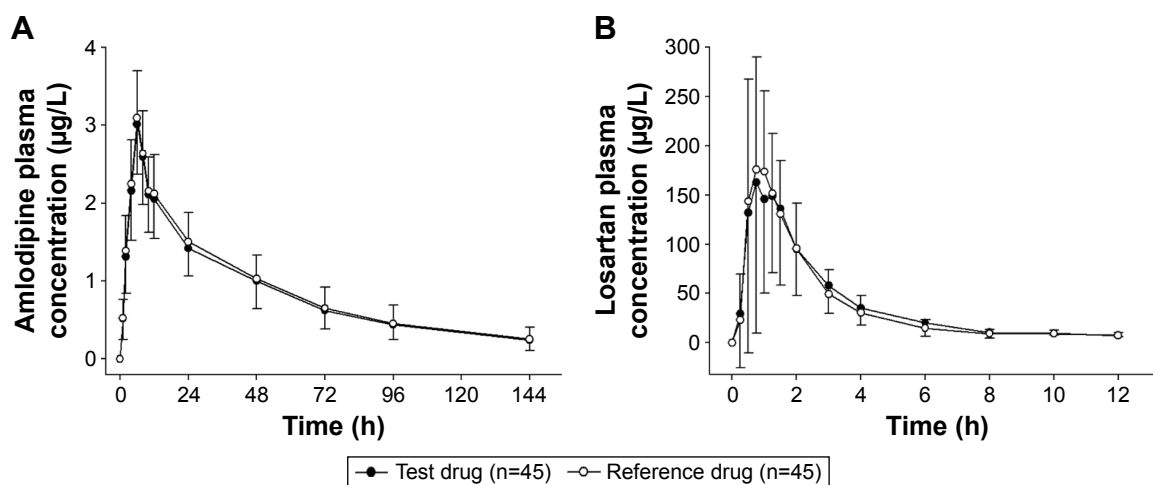 A
Amlodipine plasma
concentration (µg/L)
4
3
2
1
0
0 24 48 72 96 120 144
Time (h)
B
Losartan plasma
concentration (µg/L)
300
250
200
150
100
50
0
0 2 4 6 8 10 12
Time (h)
Test drug (n=45) Reference drug (n=45)